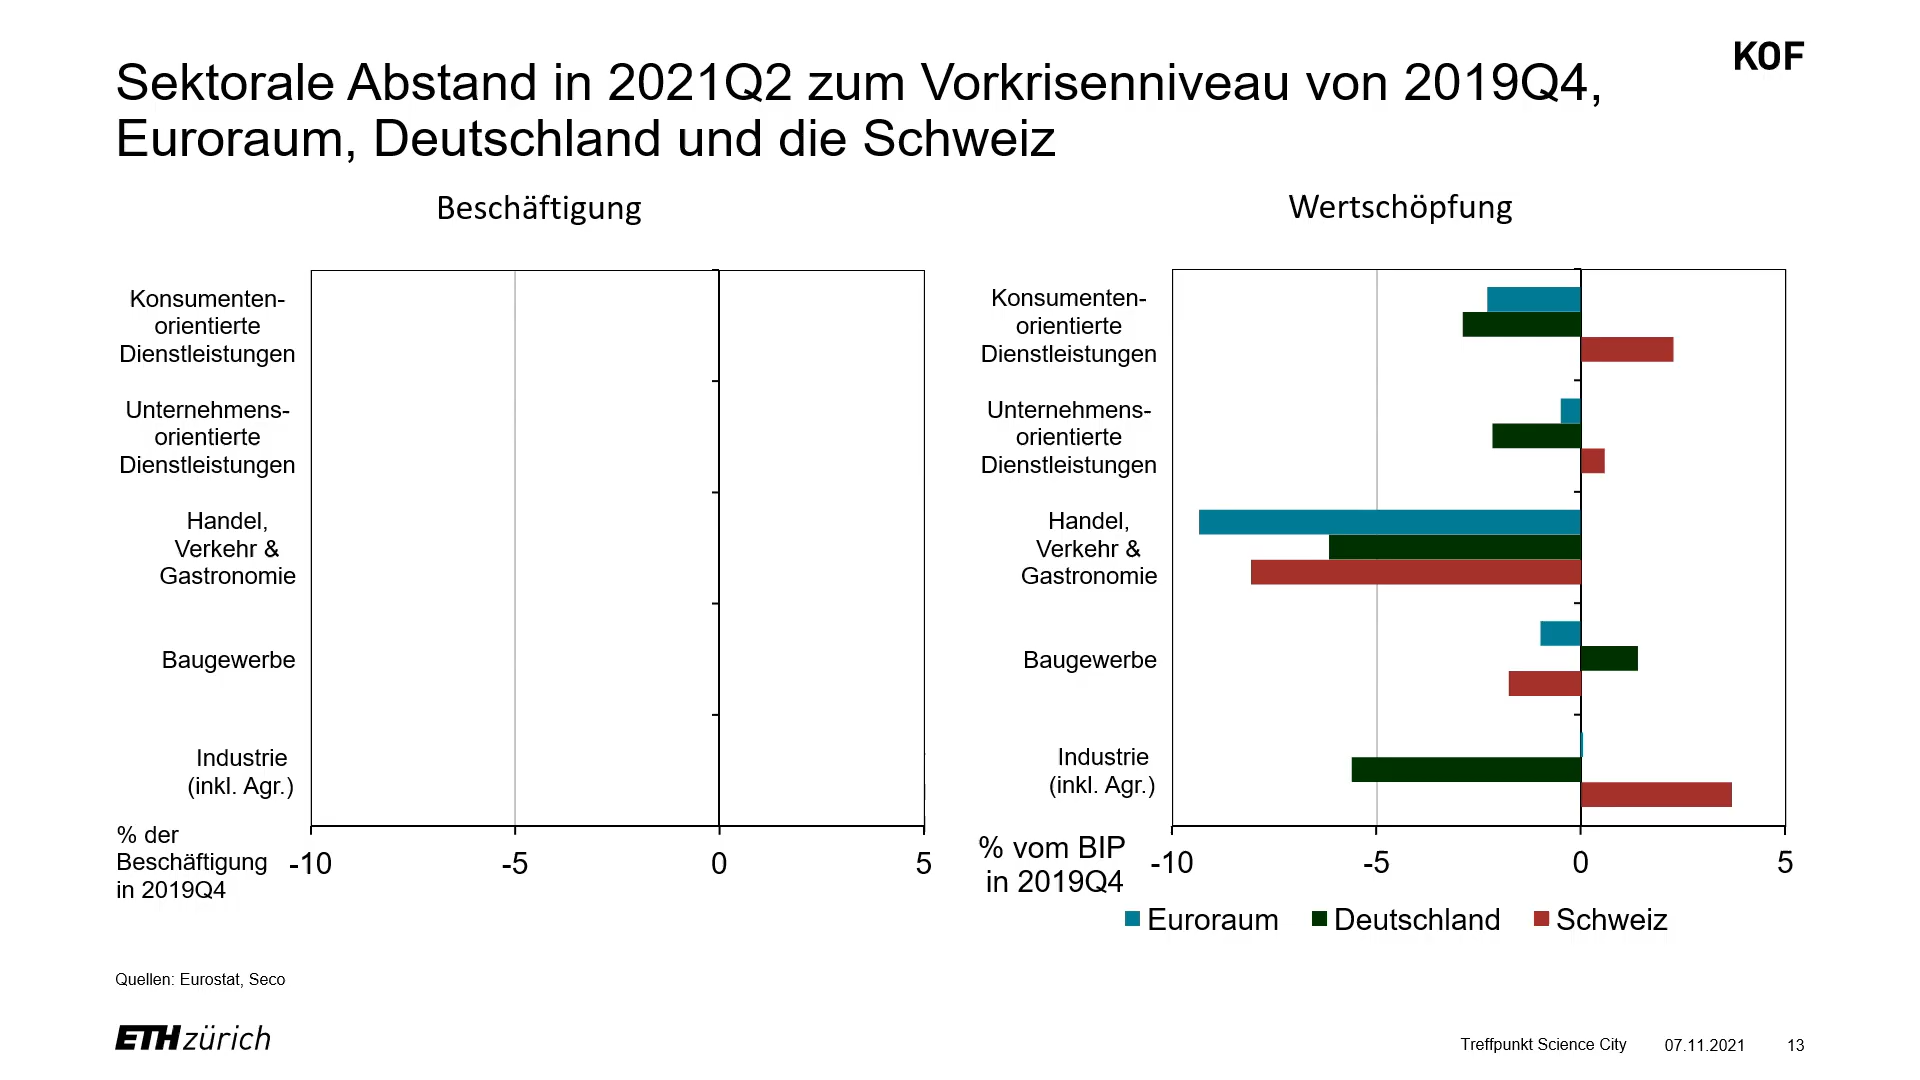 KOF
Sektorale Abstand in 2021Q2 zum Vorkrisenniveau von 2019Q4,
Euroraum, Deutschland und die Schweiz
Beschäftigung
Konsumenten-
orientierte
Dienstleistungen
Unternehmens-
orientierte
Dienstleistungen
Handel,
Verkehr &
Gastronomie
Baugewerbe
Industrie
(inkl. Agr.)
% der
Beschäftigung
in 2019Q4
-10 -5 0 5
Wertschöpfung
Konsumenten-
orientierte
Dienstleistungen
Unternehmens-
orientierte
Dienstleistungen
Handel,
Verkehr &
Gastronomie
Baugewerbe
Industrie
(inkl. Agr.)
% vom BIP
in 2019Q4
-10 -5 0 5
Euroraum Deutschland Schweiz
Quellen: Eurostat, Seco
ETH zürich
Treffpunkt Science City 07.11.2021 13